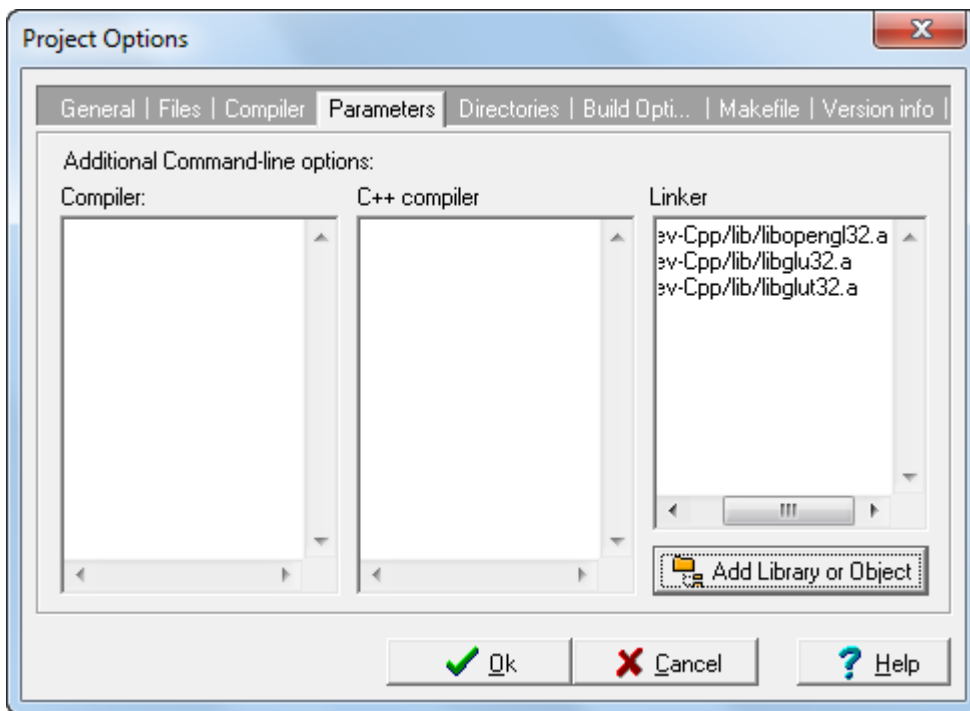 Project Options
General | Files | Compiler Parameters Directories | Build Opti... | Makefile | Version info |
Additional Command-line options:
Compiler: C++ compiler Linker
ev-Cpp/lib/libopengl32.a
ev-Cpp/lib/libglu32.a
ev-Cpp/lib/libglut32.a
Add Library or Object
Ok Cancel Help